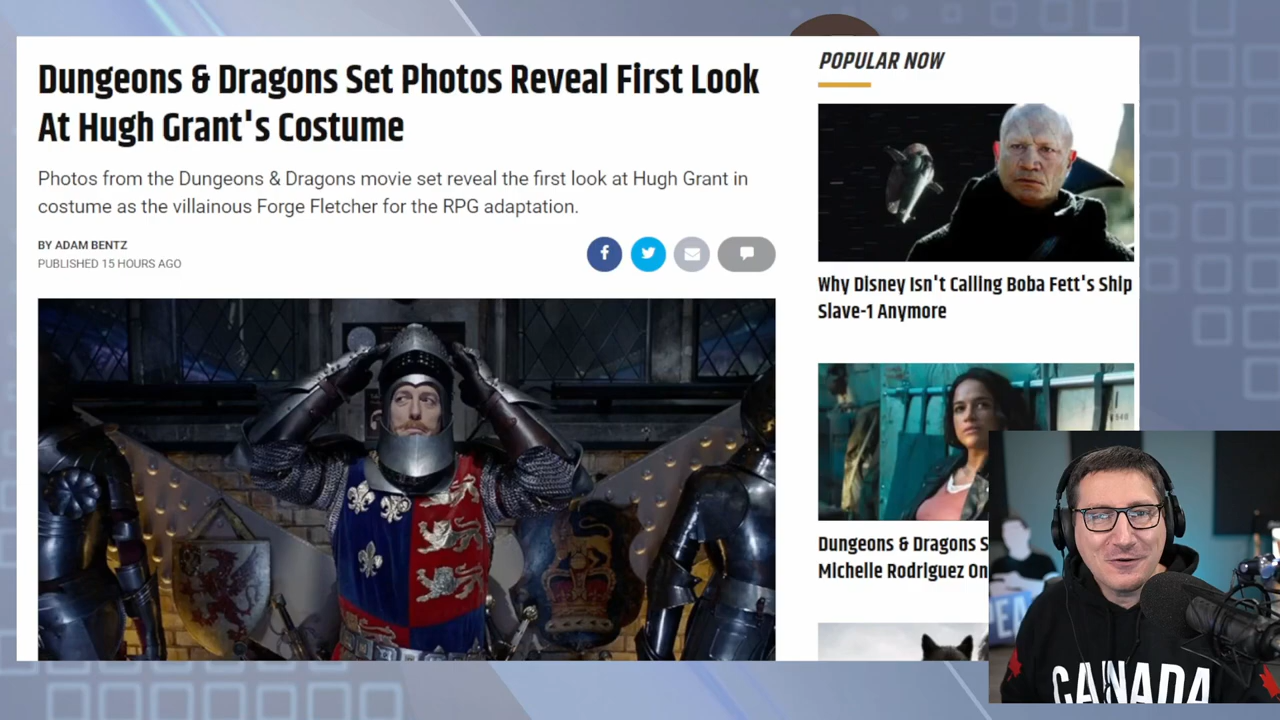 Dungeons & Dragons Set Photos Reveal First Look
At Hugh Grant's Costume
Photos from the Dungeons & Dragons movie set reveal the first look at Hugh Grant in
costume as the villainous Forge Fletcher for the RPG adaptation.
BY ADAM BENTZ
PUBLISHED 15 HOURS AGO
POPULAR NOW
Why Disney Isn't Calling Boba Fett's Ship
Slave-1 Anymore
Dungeons & Dragons S
Michelle Rodriguez On
CANADA